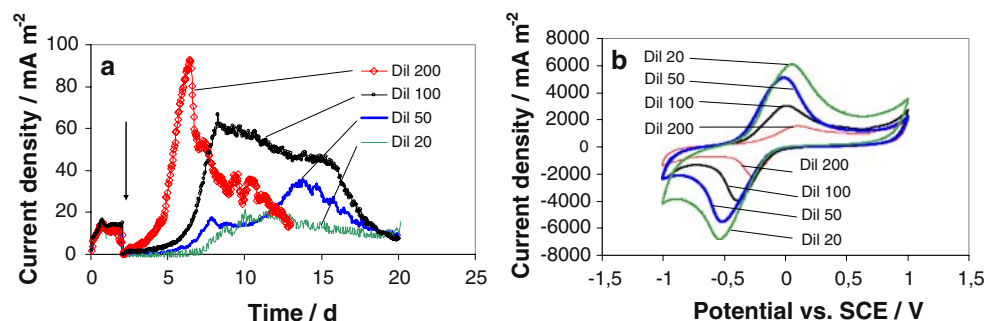 Current density / mA m-2
100
80
60
40
20
0
a
Dil 200
Dil 100
Dil 50
Dil 20
0
5
10
15
20
25
Time / d
Current density / mA m-2
8000
6000
4000
2000
0
-2000
-4000
-6000
-8000
b
Dil 20
Dil 50
Dil 100
Dil 200
Dil 200
Dil 100
Dil 50
Dil 20
-1,5
-1
-0,5
0
0,5
1
1,5
Potential vs. SCE / V